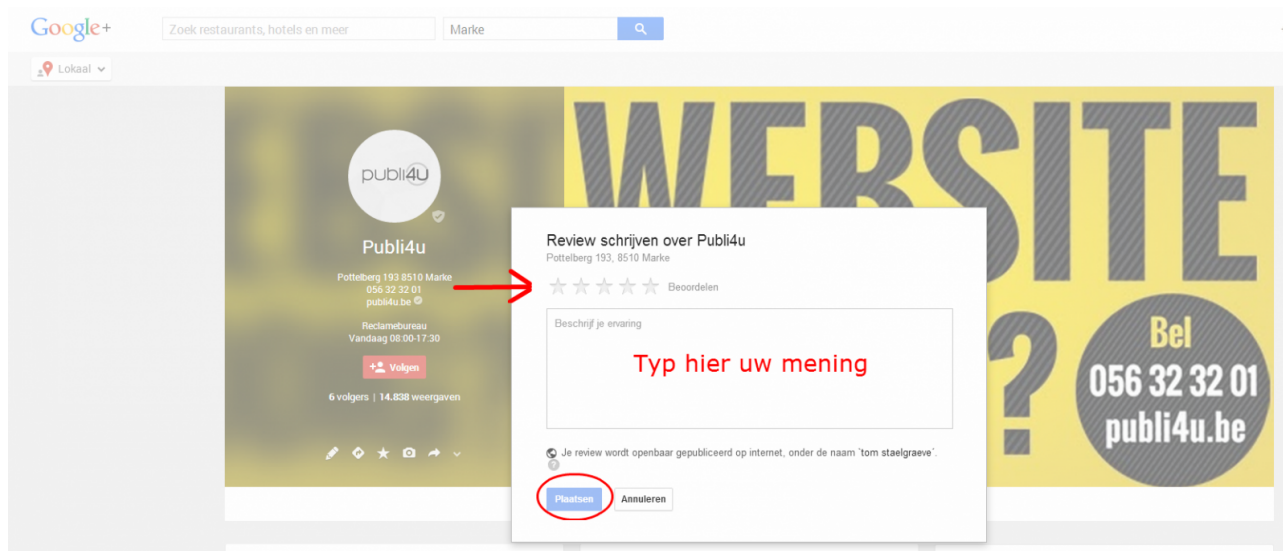 Google+
Zoek restaurants, hotels en meer
Marke
Lokaal
WEBSITE
?
publi4U
Publi4u
Pottelberg 193 8510 Marke
056 32 32 01
publi4u.be
Reclamebureau
Vandaag 08:00-17:30
Volgen
6 volgers | 14.838 weergaven
Review schrijven over Publi4u
Pottelberg 193, 8510 Marke
Beoordelen
Beschrijf je ervaring
Typ hier uw mening
Je review wordt openbaar gepubliceerd op internet, onder de naam 'tom staelgraeve'.
?
Plaatsen
Annuleren
Bel
056 32 32 01
publi4u.be